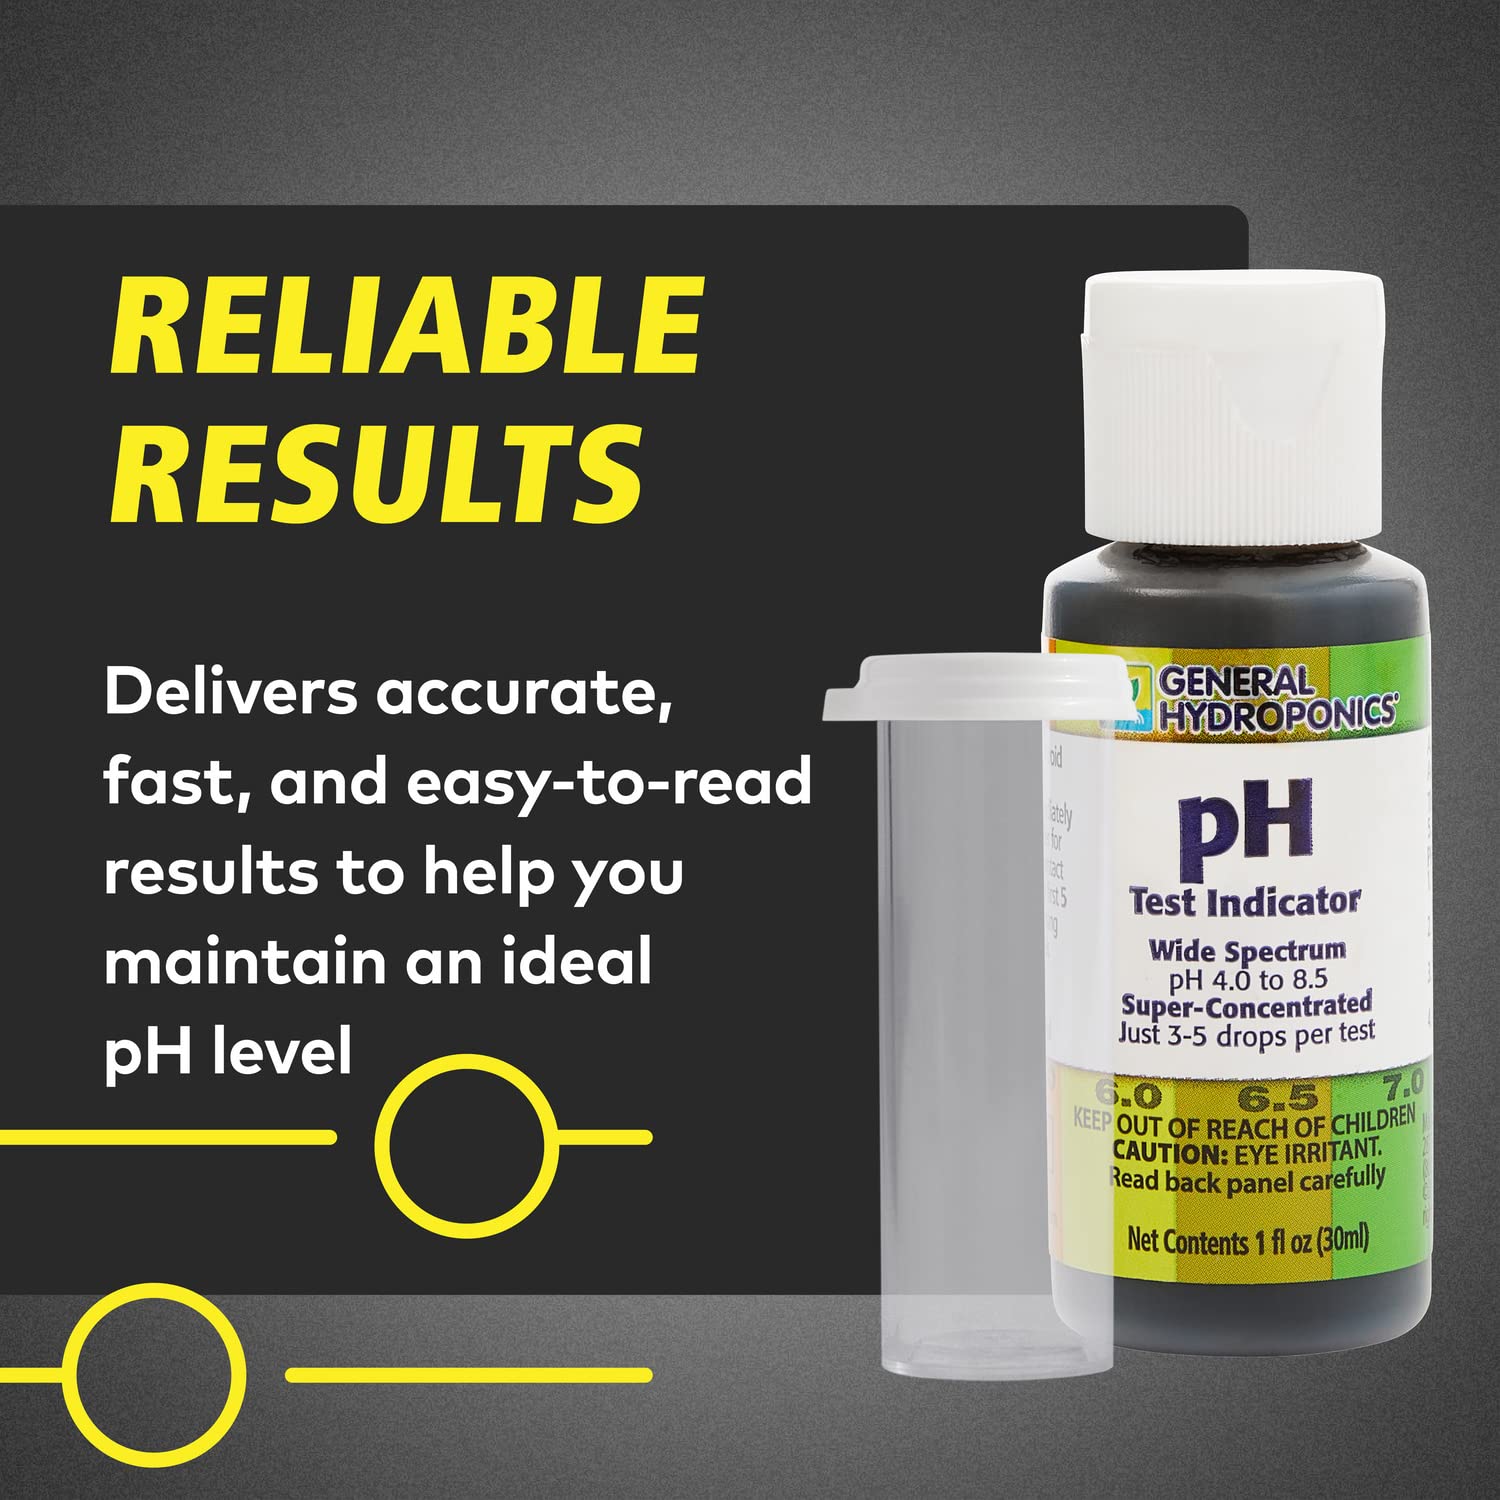 RELIABLE
RESULTS
Delivers accurate,
fast, and easy-to-read
results to help you
maintain an ideal
pH level
GENERAL
HYDROPONICS®
pH
Test Indicator
Wide Spectrum
pH 4.0 to 8.5
Super-Concentrated
Just 3-5 drops per test
6.0 6.5 7.0
KEEP OUT OF REACH OF CHILDREN
CAUTION: EYE IRRITANT.
Read back panel carefully
Net Contents 1 fl oz (30ml)